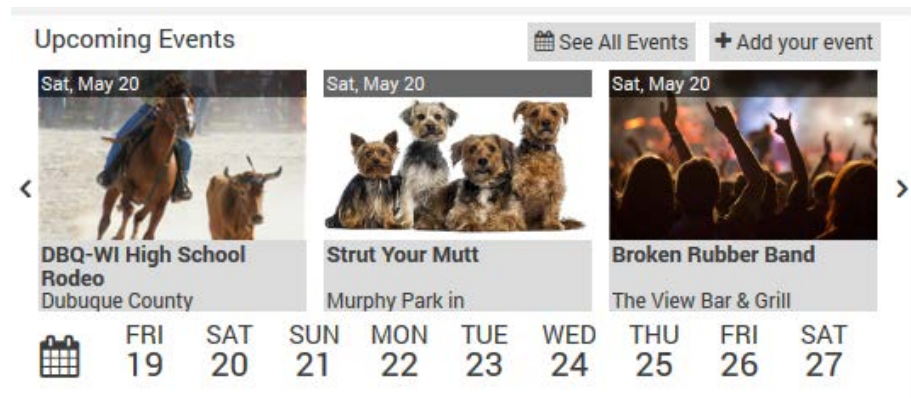 Upcoming Events
See All Events
Add your event
Sat, May 20
Sat, May 20
Sat, May 20
DBQ-WI High School
Rodeo
Dubuque County
Strut Your Mutt
Murphy Park in
Broken Rubber Band
The View Bar & Grill
FRI SAT SUN MON TUE WED THU FRI SAT
19 20 21 22 23 24 25 26 27